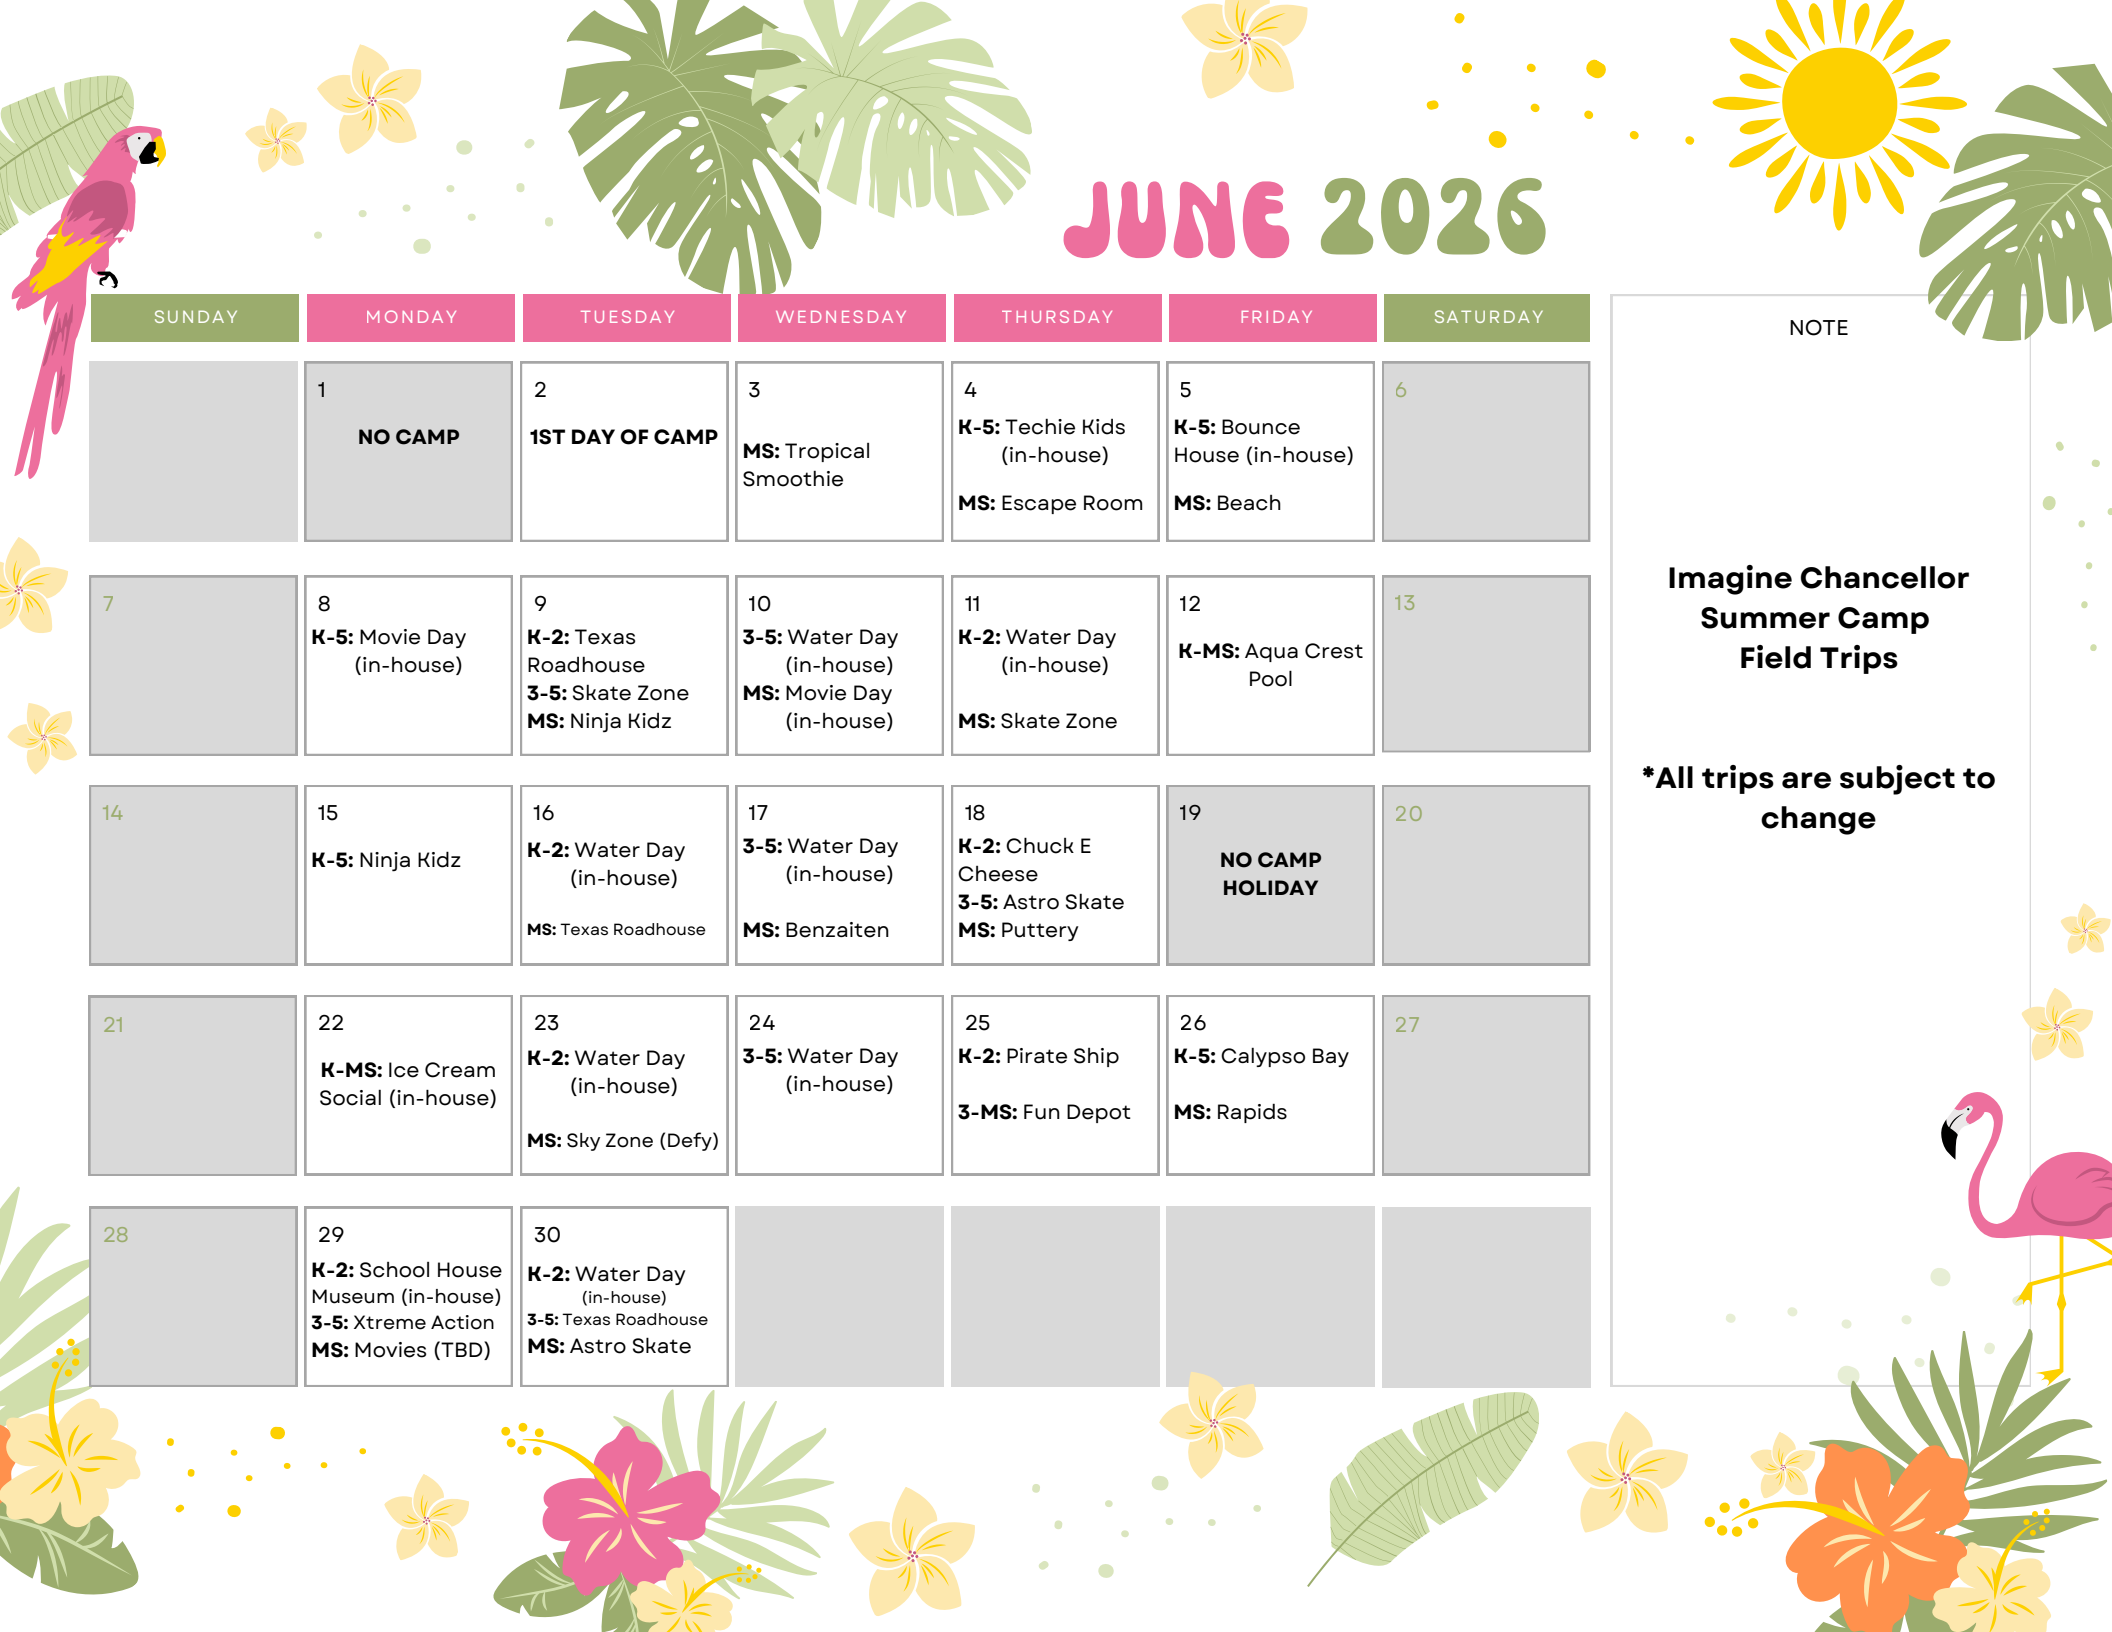 JUNE 2026
SUNDAY MONDAY TUESDAY WEDNESDAY THURSDAY FRIDAY SATURDAY
1
NO CAMP
2
1ST DAY OF CAMP
3
MS: Tropical
Smoothie
4
K-5: Techie Kids
(in-house)
MS: Escape Room
5
K-5: Bounce
House (in-house)
MS: Beach
6
7
8
K-5: Movie Day
(in-house)
9
K-2: Texas
Roadhouse
3-5: Skate Zone
MS: Ninja Kidz
10
3-5: Water Day
(in-house)
MS: Movie Day
(in-house)
11
K-2: Water Day
(in-house)
MS: Skate Zone
12
K-MS: Aqua Crest
Pool
13
14
15
K-5: Ninja Kidz
16
K-2: Water Day
(in-house)
MS: Texas Roadhouse
17
3-5: Water Day
(in-house)
MS: Benzaiten
18
K-2: Chuck E
Cheese
3-5: Astro Skate
MS: Puttery
19
NO CAMP
HOLIDAY
20
21
22
K-MS: Ice Cream
Social (in-house)
23
K-2: Water Day
(in-house)
MS: Sky Zone (Defy)
24
3-5: Water Day
(in-house)
25
K-2: Pirate Ship
3-MS: Fun Depot
26
K-5: Calypso Bay
MS: Rapids
27
28
29
K-2: School House
Museum (in-house)
3-5: Xtreme Action
MS: Movies (TBD)
30
K-2: Water Day
(in-house)
3-5: Texas Roadhouse
MS: Astro Skate
NOTE
Imagine Chancellor
Summer Camp
Field Trips
*All trips are subject to
change